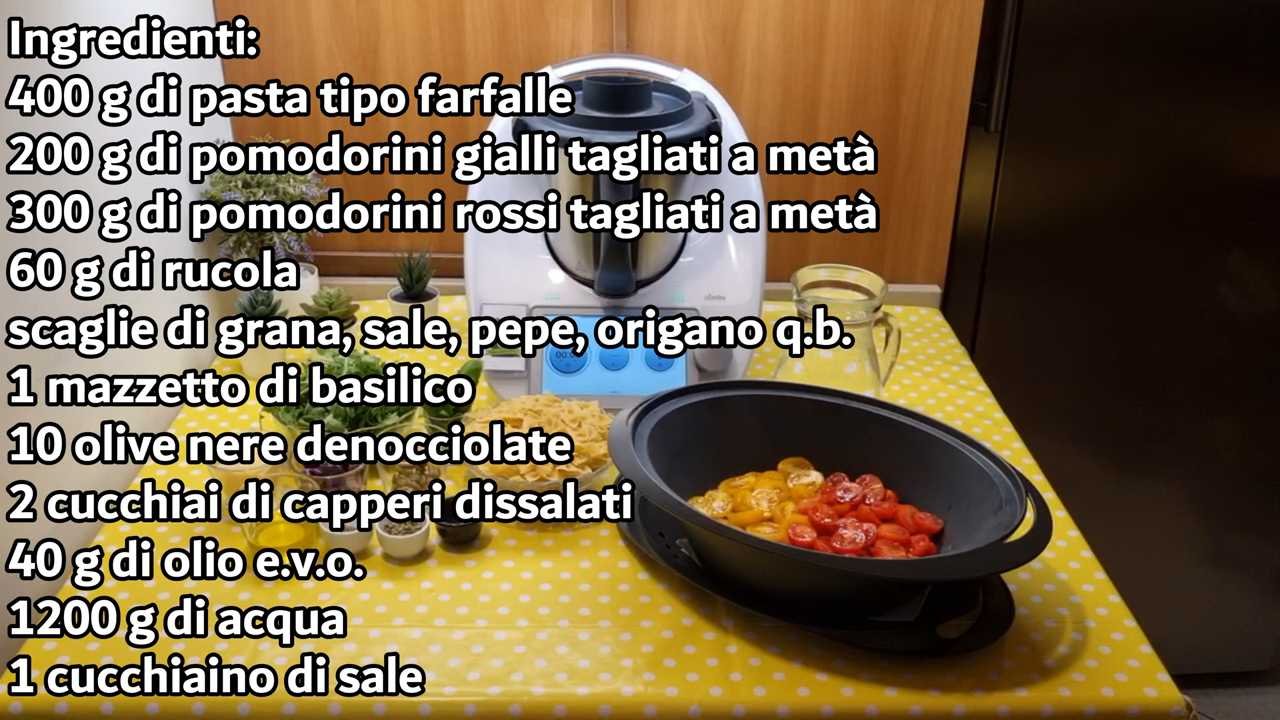 Ingredienti:
400 g di pasta tipo farfalle
200 g di pomodorini gialli tagliati a metà
300 g di pomodorini rossi tagliati a metà
60 g di rucola
scaglie di grana, sale, pepe, origano q.b.
1 mazzetto di basilico
10 olive nere denocciolate
2 cucchiai di capperi dissalati
40 g di olio e.v.o.
1200 g di acqua
1 cucchiaino di sale